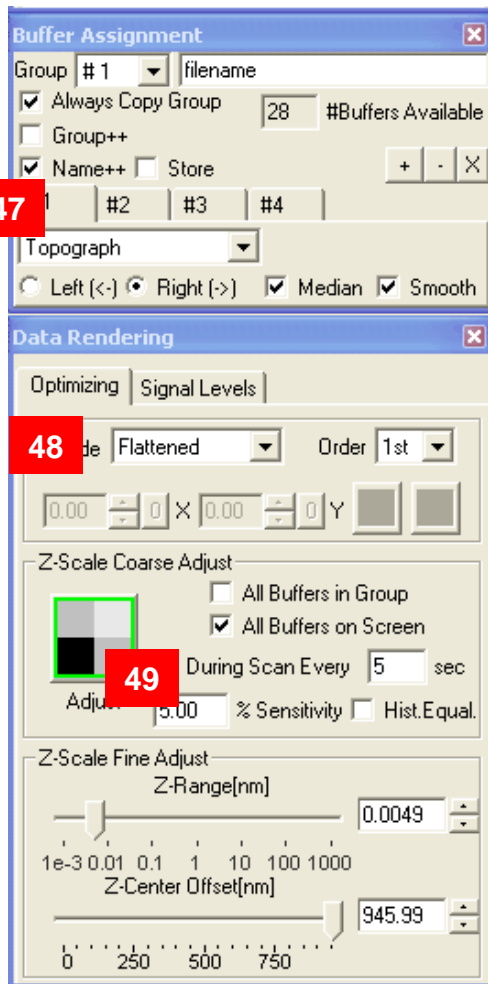 Buffer Assignment
Group #1 filename
Always Copy Group 28 #Buffers Available
Group++
Name++ Store + - X
47 #2 #3 #4
Topograph
Left (<-) Right (->) Median Smooth
Data Rendering
Optimizing Signal Levels
48 Flattened Order 1st
0.00 0 X 0.00 0 Y
Z-Scale Coarse Adjust
All Buffers in Group
All Buffers on Screen
49 During Scan Every 5 sec
5.00 % Sensitivity Hist.Equal.
Z-Scale Fine Adjust
Z-Range[nm]
0.0049
1e-3 0.01 0.1 1 10 100 1000
Z-Center Offset[nm]
945.99
0 250 500 750